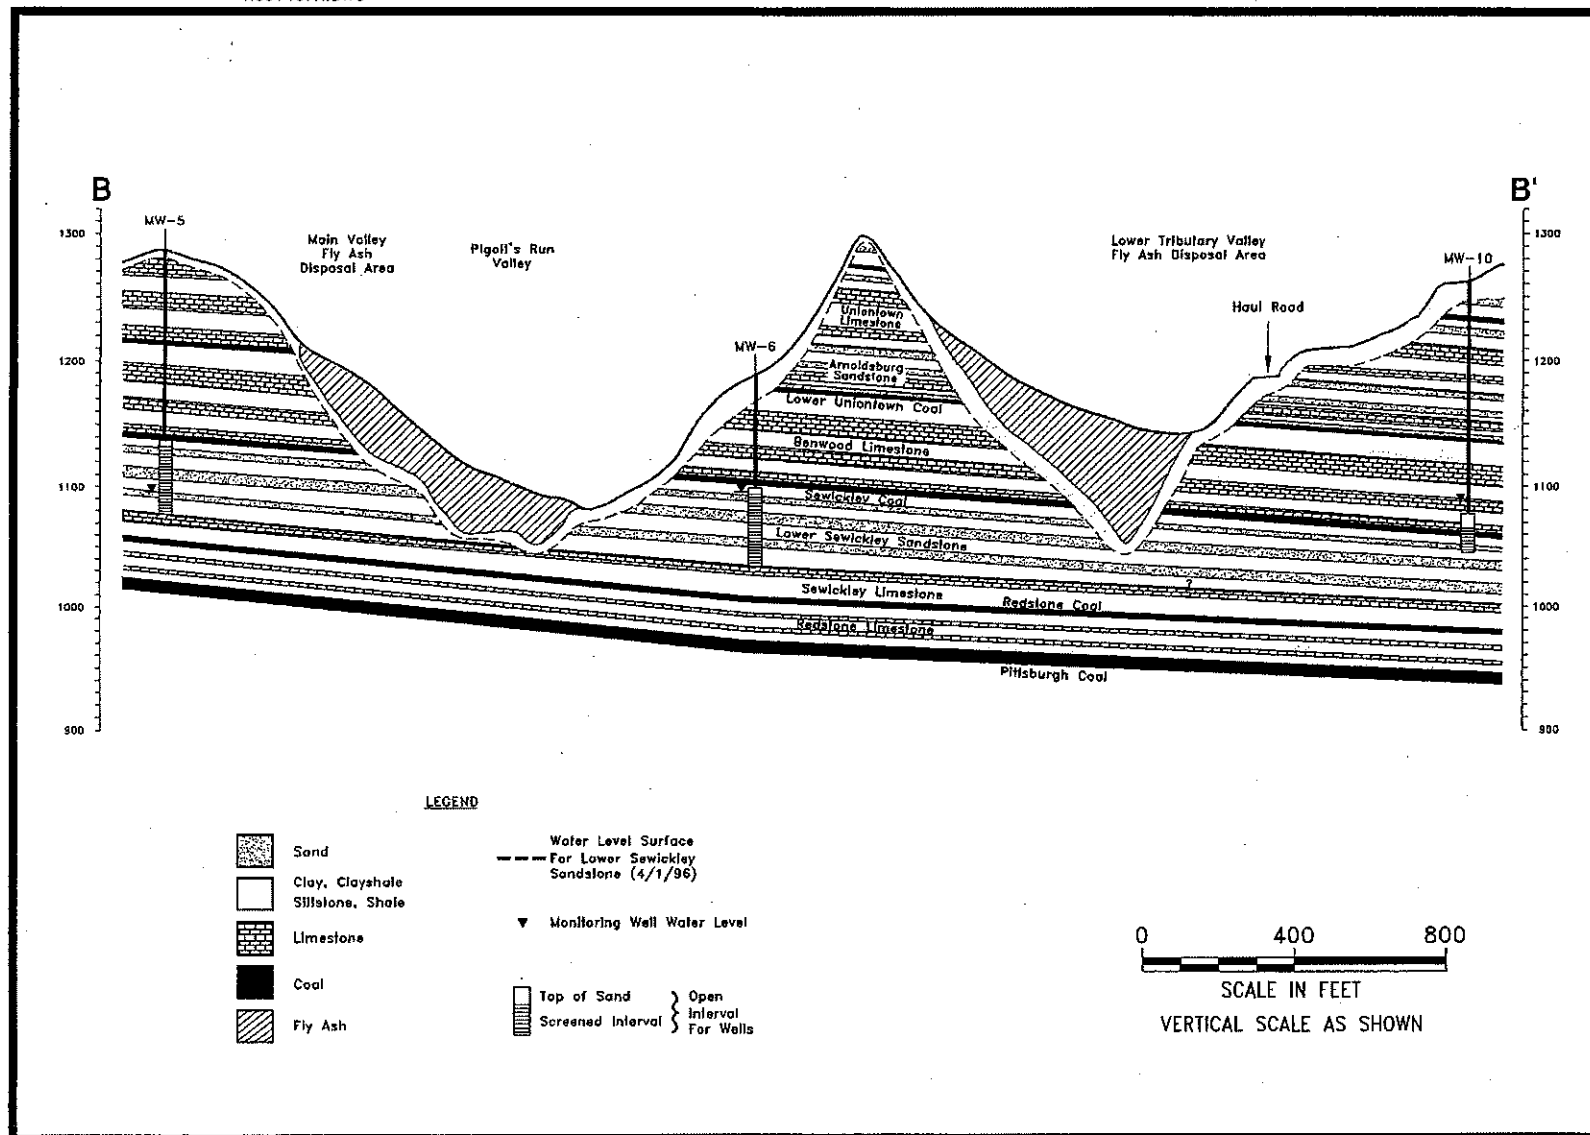 B
B'
MW-5
Main Valley
Fly Ash
Disposal Area
Pigott's Run
Valley
Lower Tributary Valley
Fly Ash Disposal Area
MW-10
1300
1300
Haul Road
Uniontown
Limestone
MW-6
1200
1200
Arnoldsburg
Sandstone
Lower Uniontown Coal
Benwood Limestone
1100
1100
Sewickley Coal
Lower Sewickley Sandstone
?
Sewickley Limestone
Redstone Coal
1000
1000
Redstone Limestone
Pittsburgh Coal
900
900
LEGEND
Sand
Clay, Clayshale
Siltstone, Shale
Limestone
Coal
Fly Ash
Water Level Surface
For Lower Sewickley
Sandstone (4/1/96)
Monitoring Well Water Level
Top of Sand
Screened Interval
Open
Interval
For Wells
0 400 800
SCALE IN FEET
VERTICAL SCALE AS SHOWN